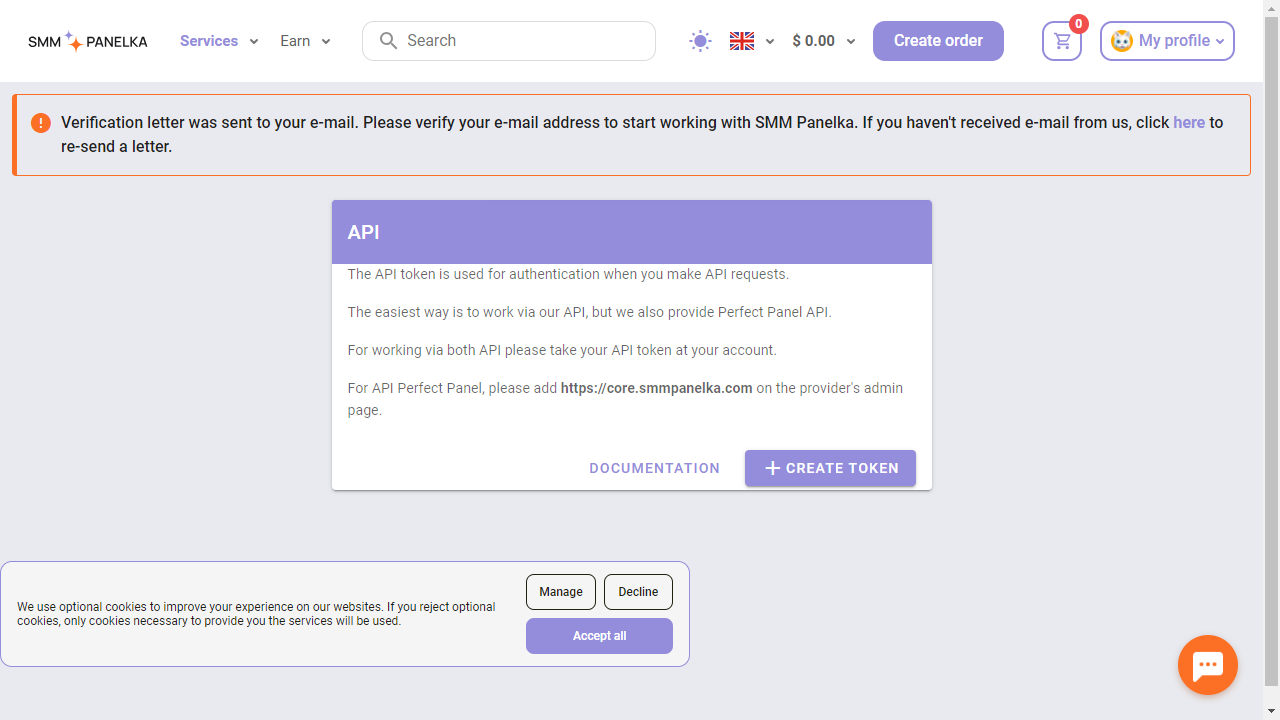 SMM PANELKA
Services
Earn
Search
$ 0.00
Create order
0
My profile
Verification letter was sent to your e-mail. Please verify your e-mail address to start working with SMM Panelka. If you haven't received e-mail from us, click here to
re-send a letter.
API
The API token is used for authentication when you make API requests.
The easiest way is to work via our API, but we also provide Perfect Panel API.
For working via both API please take your API token at your account.
For API Perfect Panel, please add https://core.smmpanelka.com on the provider's admin
page.
DOCUMENTATION
CREATE TOKEN
We use optional cookies to improve your experience on our websites. If you reject optional
cookies, only cookies necessary to provide you the services will be used.
Manage
Decline
Accept all